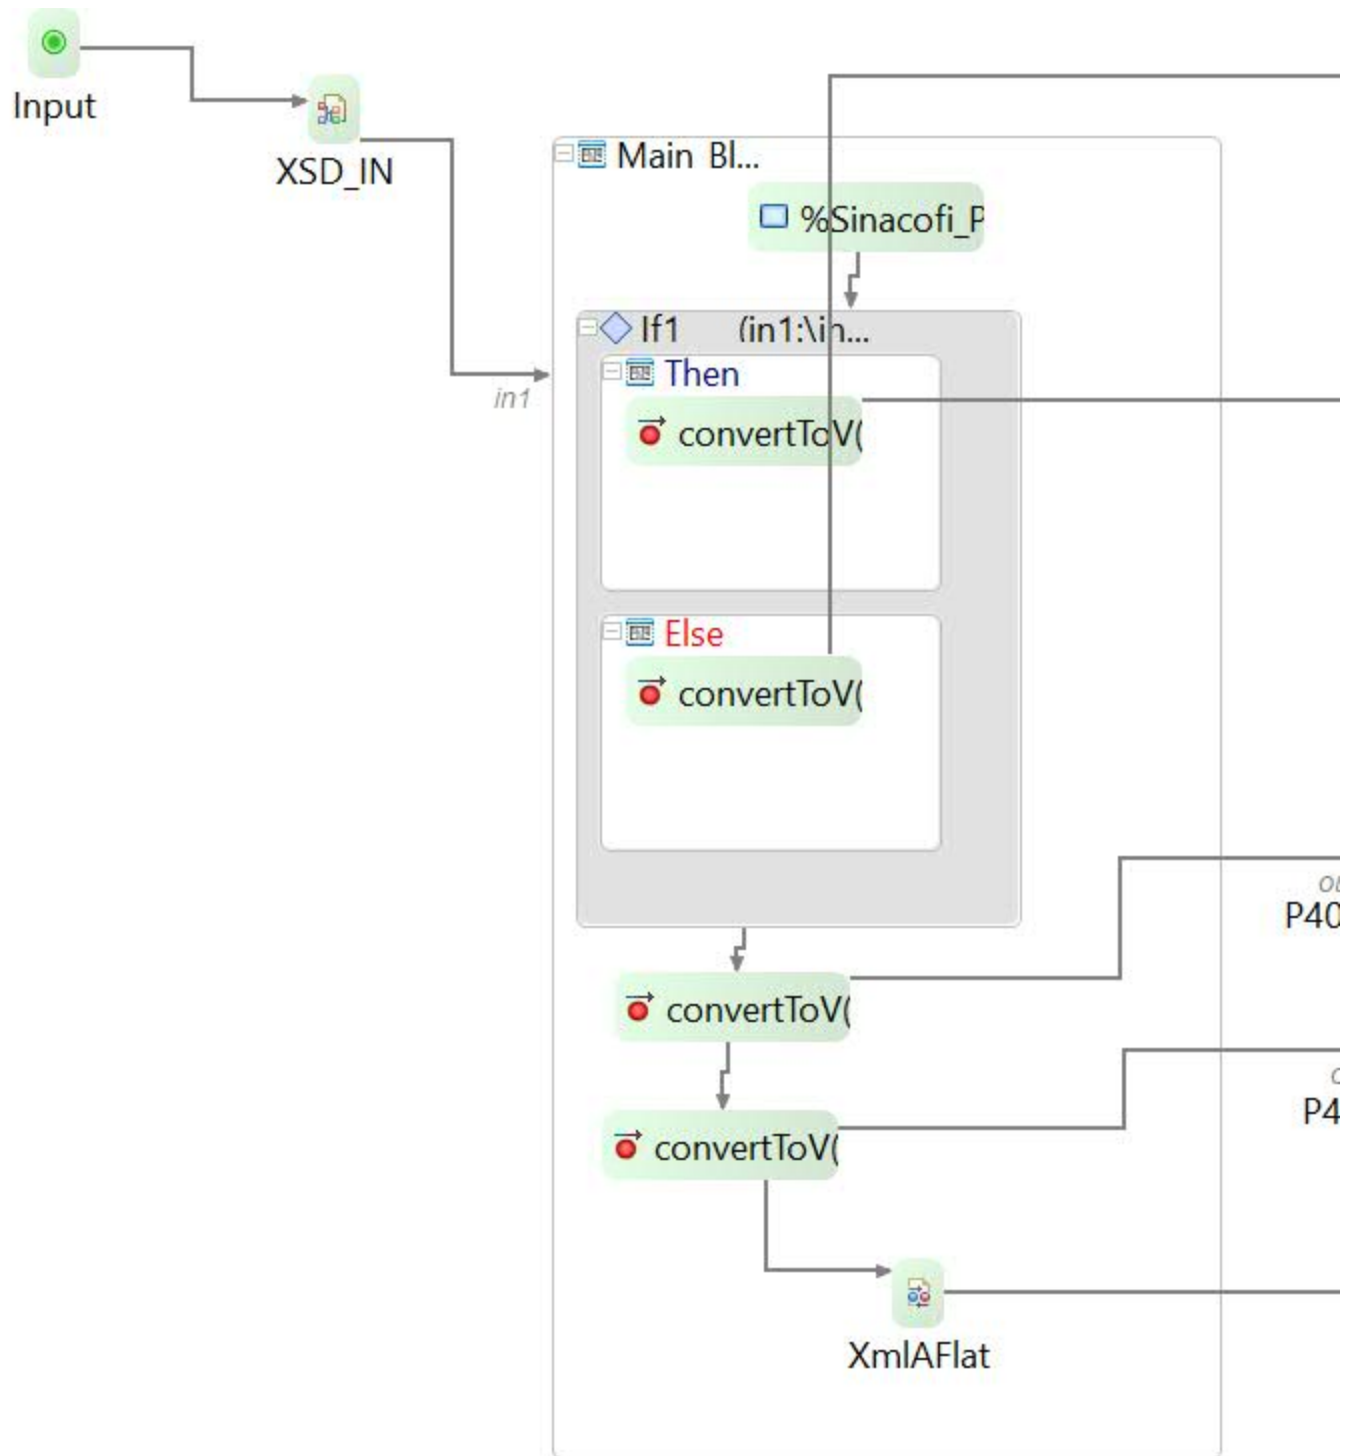 Input
XSD_IN
in1
Main Bl...
%Sinacofi_P
If1 (in1:\in...
Then
convertToV(
Else
convertToV(
P40
convertToV(
P4
convertToV(
XmlAFlat